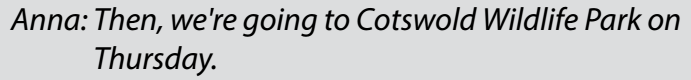 Anna: Then, we're going to Cotswold Wildlife Park on
Thursday.